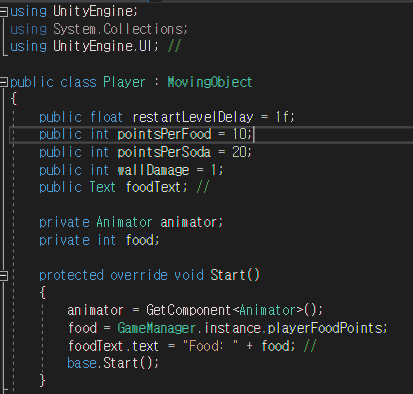 using UnityEngine;
using System.Collections;
using UnityEngine.UI; //
public class Player : MovingObject
{
public float restartLevelDelay = 1f;
public int pointsPerFood = 10;
public int pointsPerSoda = 20;
public int wallDamage = 1;
public Text foodText; //
private Animator animator;
private int food;
protected override void Start()
{
animator = GetComponent<Animator>();
food = GameManager.instance.playerFoodPoints;
foodText.text = "Food: " + food; //
base.Start();
}